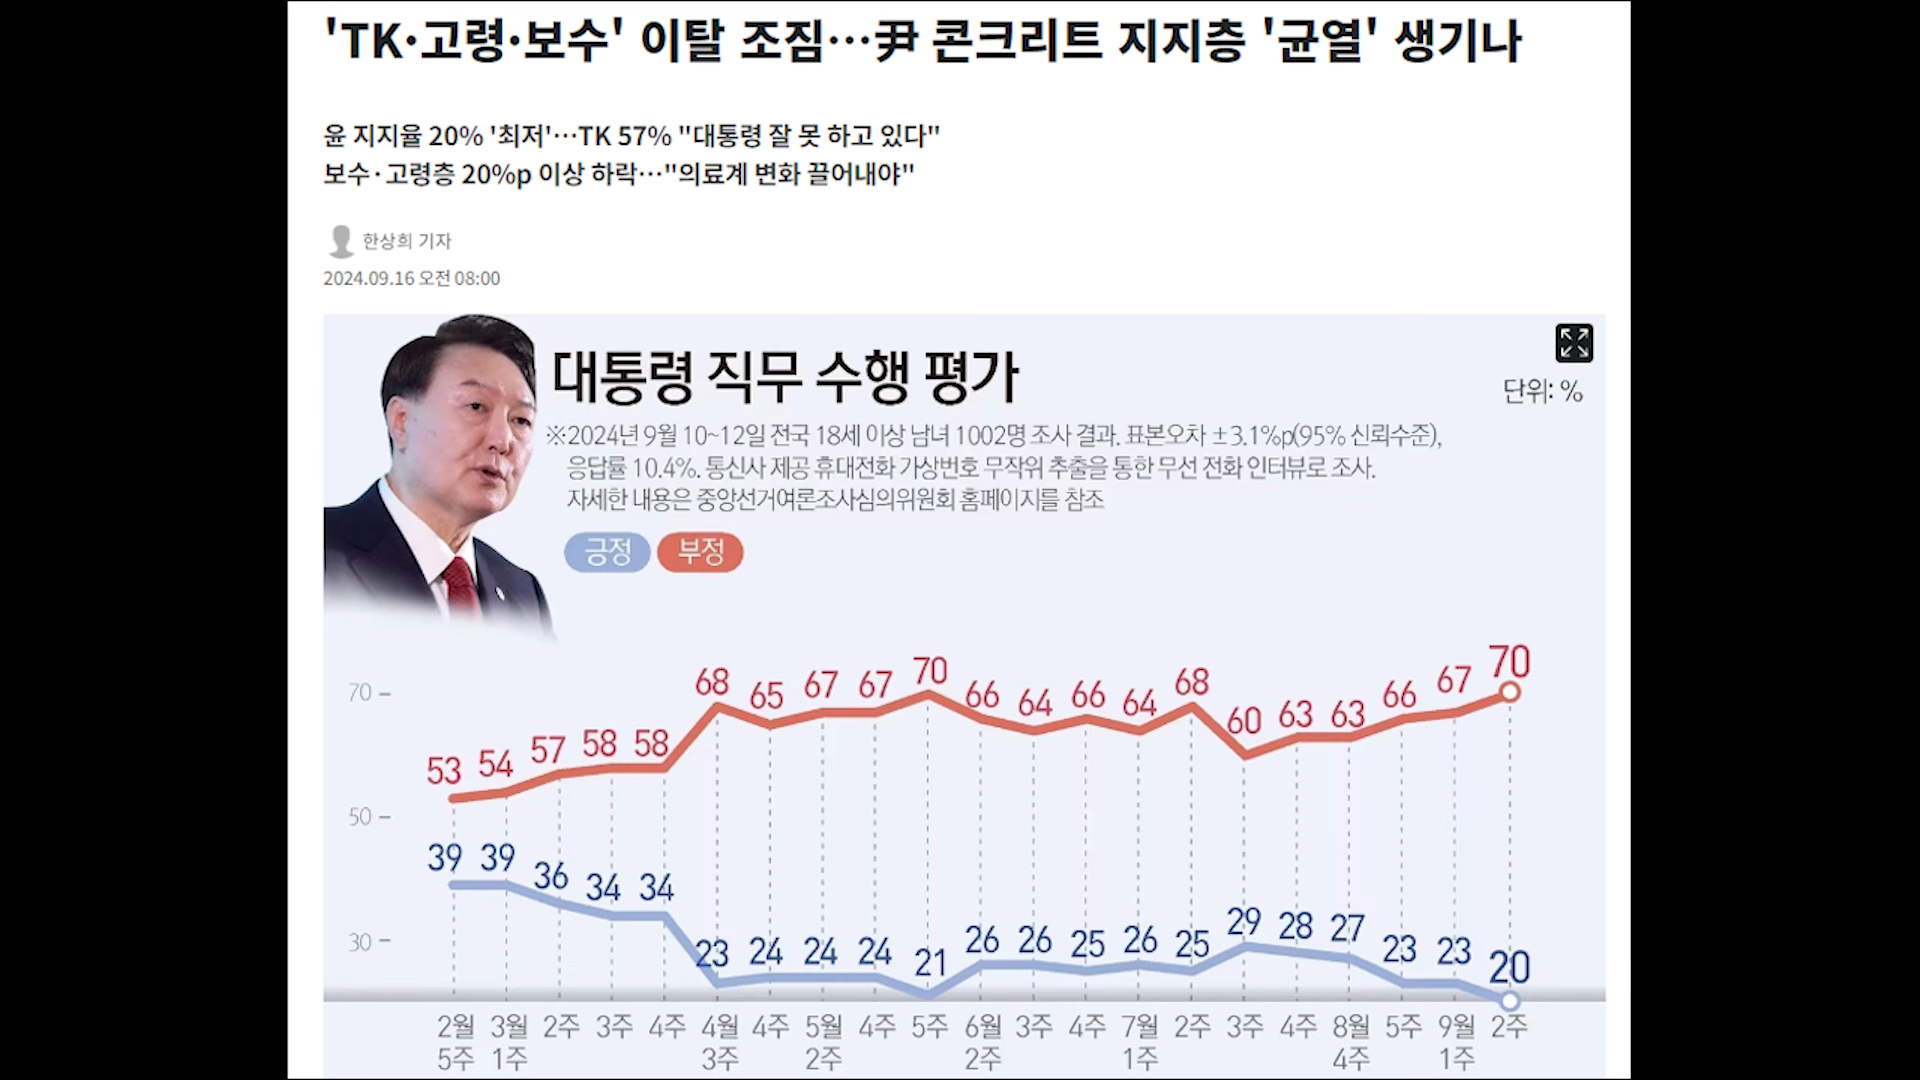 'TK·고령·보수' 이탈 조짐…尹 콘크리트 지지층 '균열' 생기나
윤 지지율 20% '최저'…TK 57% "대통령 잘 못 하고 있다"
보수·고령층 20%p 이상 하락…"의료계 변화 끌어내야"
한상희 기자
2024.09.16 오전 08:00
대통령 직무 수행 평가
단위: %
※2024년 9월 10~12일 전국 18세 이상 남녀 1002명 조사 결과. 표본오차 ±3.1%p(95% 신뢰수준),
응답률 10.4%. 통신사 제공 휴대전화 가상번호 무작위 추출을 통한 무선 전화 인터뷰로 조사.
자세한 내용은 중앙선거여론조사심의위원회 홈페이지를 참조
긍정 부정
70
53 54 57 58 58 68 65 67 67 70 66 64 66 64 68 60 63 63 66 67 70
50
39 39 36 34 34 23 24 24 24 21 26 26 25 26 25 29 28 27 23 23 20
30
2월 3월 2주 3주 4주 4월 4주 5월 4주 5주 6월 3주 4주 7월 2주 3주 4주 8월 5주 9월 2주
5주 1주 3주 2주 2주 1주 4주 1주